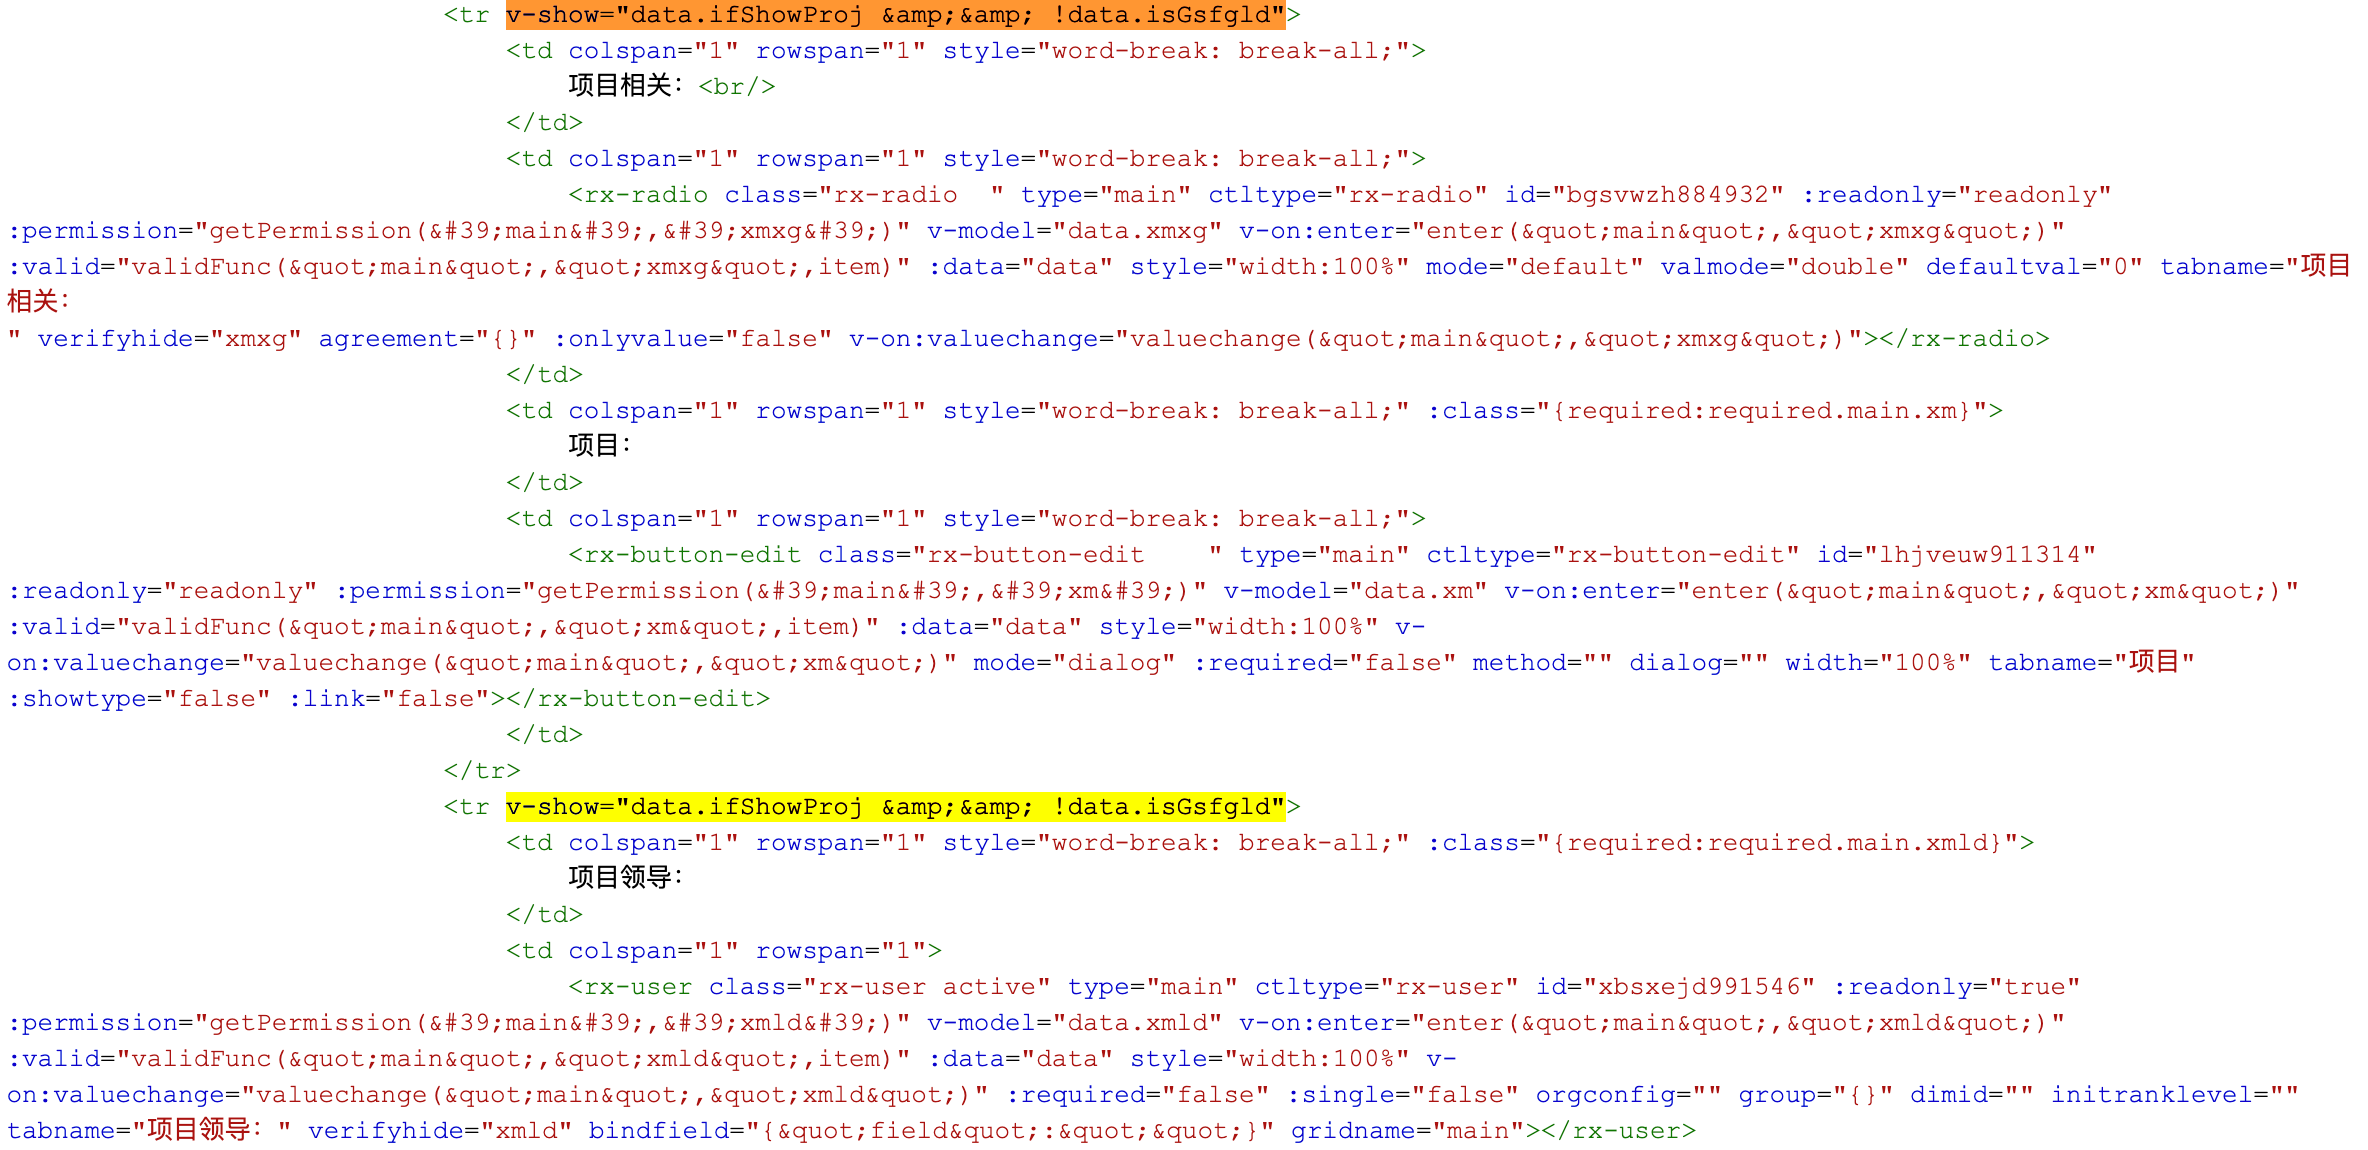 <tr v-show="data.ifShowProj &amp;&amp; !data.isGsfgld">
<td colspan="1" rowspan="1" style="word-break: break-all;">
项目相关：<br/>
</td>
<td colspan="1" rowspan="1" style="word-break: break-all;">
<rx-radio class="rx-radio  " type="main" ctltype="rx-radio" id="bgsvwzh884932" :readonly="readonly"
:permission="getPermission(&#39;main&#39;,&#39;xmxg&#39;)" v-model="data.xmxg" v-on:enter="enter(&quot;main&quot;,&quot;xmxg&quot;)"
:valid="validFunc(&quot;main&quot;,&quot;xmxg&quot;,item)" :data="data" style="width:100%" mode="default" valmode="double" defaultval="0" tabname="项目
相关：
" verifyhide="xmxg" agreement="{}" :onlyvalue="false" v-on:valuechange="valuechange(&quot;main&quot;,&quot;xmxg&quot;)"></rx-radio>
</td>
<td colspan="1" rowspan="1" style="word-break: break-all;" :class="{required:required.main.xm}">
项目：
</td>
<td colspan="1" rowspan="1" style="word-break: break-all;">
<rx-button-edit class="rx-button-edit    " type="main" ctltype="rx-button-edit" id="lhjveuw911314"
:readonly="readonly" :permission="getPermission(&#39;main&#39;,&#39;xm&#39;)" v-model="data.xm" v-on:enter="enter(&quot;main&quot;,&quot;xm&quot;)"
:valid="validFunc(&quot;main&quot;,&quot;xm&quot;,item)" :data="data" style="width:100%" v-
on:valuechange="valuechange(&quot;main&quot;,&quot;xm&quot;)" mode="dialog" :required="false" method="" dialog="" width="100%" tabname="项目"
:showtype="false" :link="false"></rx-button-edit>
</td>
</tr>
<tr v-show="data.ifShowProj &amp;&amp; !data.isGsfgld">
<td colspan="1" rowspan="1" style="word-break: break-all;" :class="{required:required.main.xmld}">
项目领导：
</td>
<td colspan="1" rowspan="1">
<rx-user class="rx-user active" type="main" ctltype="rx-user" id="xbsxejd991546" :readonly="true"
:permission="getPermission(&#39;main&#39;,&#39;xmld&#39;)" v-model="data.xmld" v-on:enter="enter(&quot;main&quot;,&quot;xmld&quot;)"
:valid="validFunc(&quot;main&quot;,&quot;xmld&quot;,item)" :data="data" style="width:100%" v-
on:valuechange="valuechange(&quot;main&quot;,&quot;xmld&quot;)" :required="false" :single="false" orgconfig="" group="{}" dimid="" initranklevel=""
tabname="项目领导：" verifyhide="xmld" bindfield="{&quot;field&quot;:&quot;&quot;}" gridname="main"></rx-user>